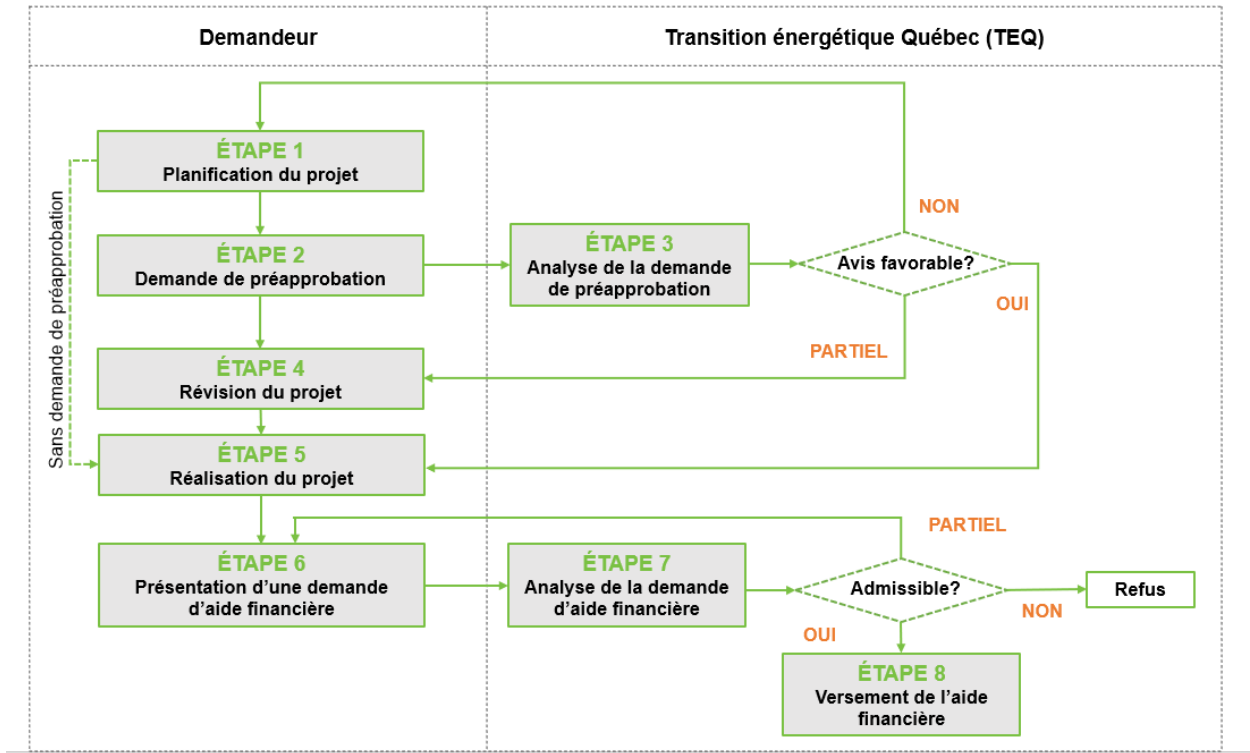 Demandeur
Transition énergétique Québec (TEQ)
ÉTAPE 1
Planification du projet
Sans demande de préapprobation
NON
ÉTAPE 2
Demande de préapprobation
ÉTAPE 3
Analyse de la demande
de préapprobation
Avis favorable?
OUI
PARTIEL
ÉTAPE 4
Révision du projet
ÉTAPE 5
Réalisation du projet
PARTIEL
ÉTAPE 6
Présentation d’une demande
d’aide financière
ÉTAPE 7
Analyse de la demande
d’aide financière
Admissible?
Refus
NON
OUI
ÉTAPE 8
Versement de l’aide
financière